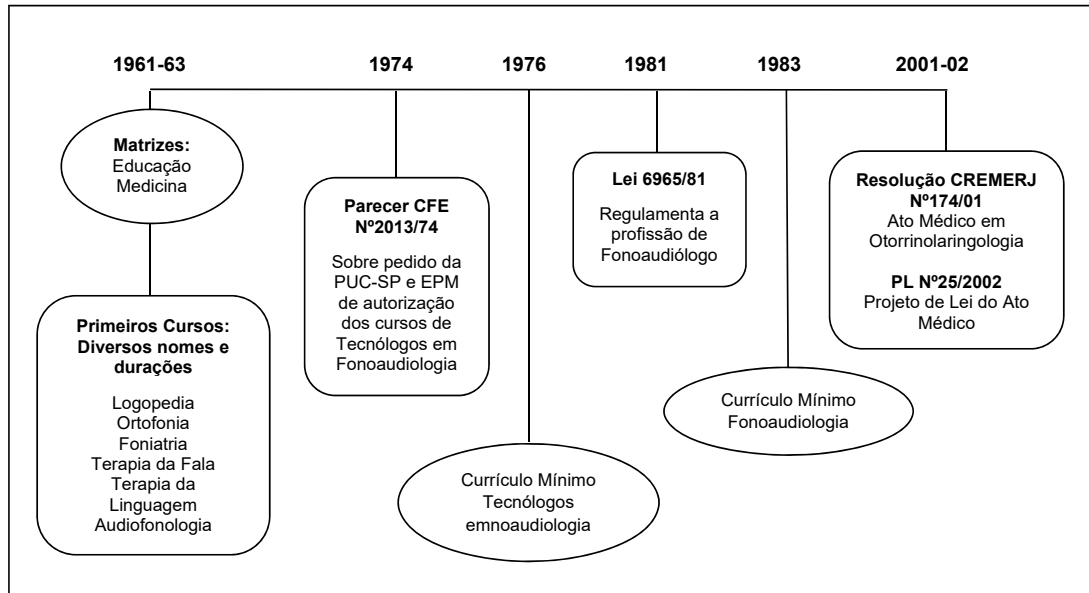 1961-63
1974
1976
1981
1983
2001-02
Matrizes:
Educação
Medicina
Primeiros Cursos:
Diversos nomes e
durações
Logopedia
Ortofonia
Foniatria
Terapia da Fala
Terapia da
Linguagem
Audiofonologia
Parecer CFE
Nº2013/74
Sobre pedido da
PUC-SP e EPM
de autorização
dos cursos de
Tecnólogos em
Fonoaudiologia
Currículo Mínimo
Tecnólogos
emnoaudiologia
Lei 6965/81
Regulamenta a
profissão de
Fonoaudiólogo
Currículo Mínimo
Fonoaudiologia
Resolução CREMERJ
Nº174/01
Ato Médico em
Otorrinolaringologia
PL Nº25/2002
Projeto de Lei do Ato
Médico